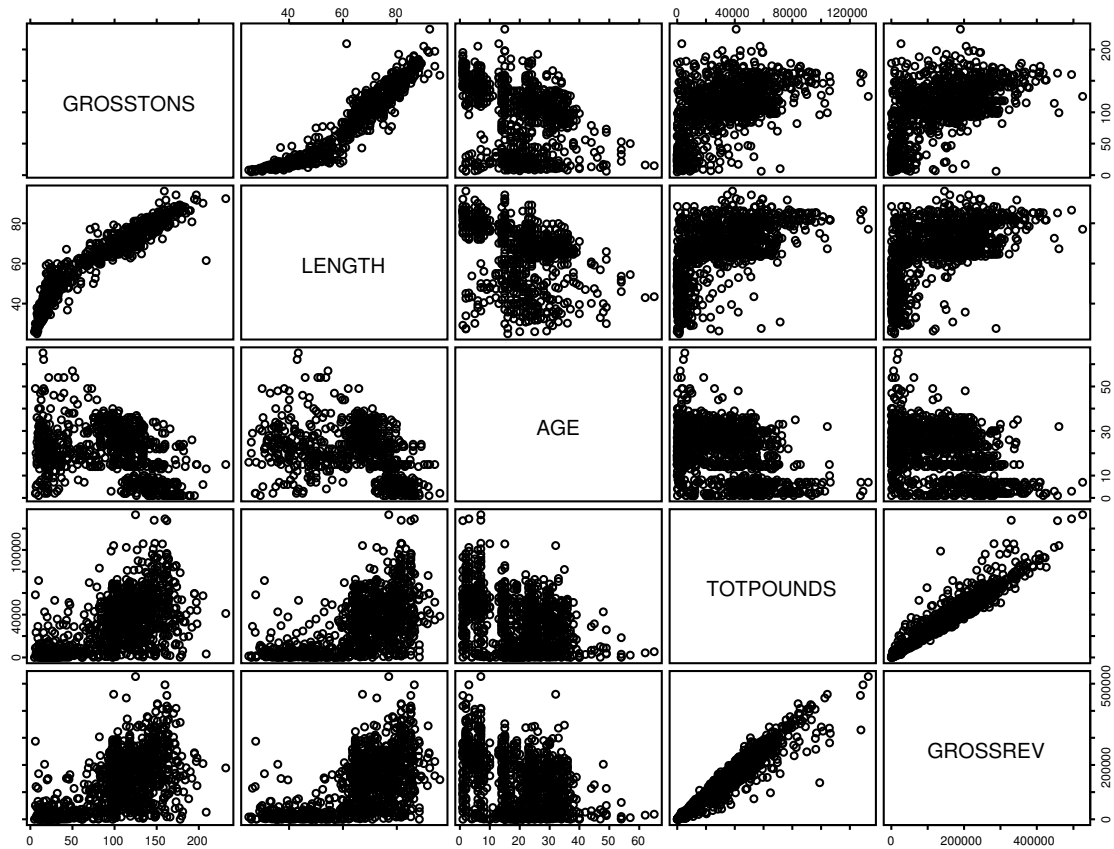 40 60 80
0 40000 80000 120000
GROSSTONS
0 50 100 200
40 60 80
LENGTH
AGE
0 10 30 50
0 40000 100000
TOTPOUNDS
GROSSREV
0 200000 500000
0 50 100 150 200
0 10 20 30 40 50 60
0 200000 400000